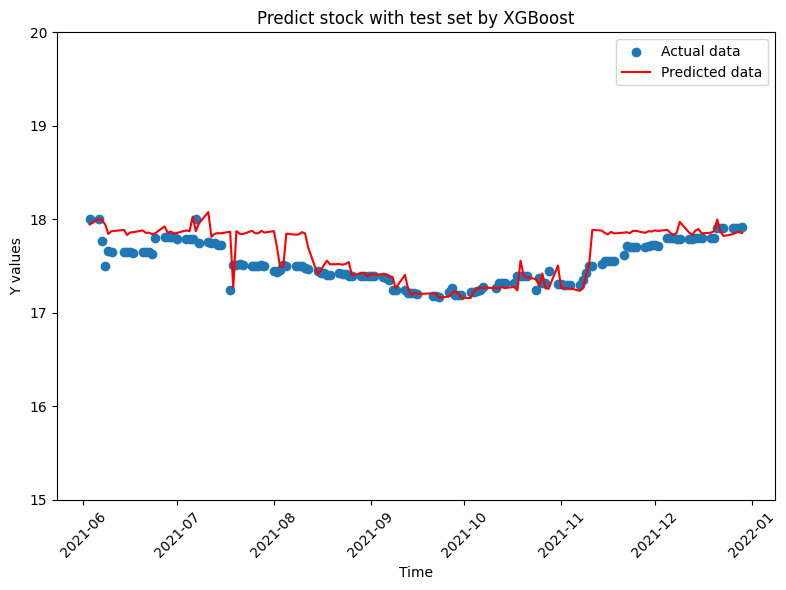 Predict stock with test set by XGBoost
Actual data
Predicted data
20
19
18
17
16
15
Y values
2021-06
2021-07
2021-08
2021-09
2021-10
2021-11
2021-12
2022-01
Time